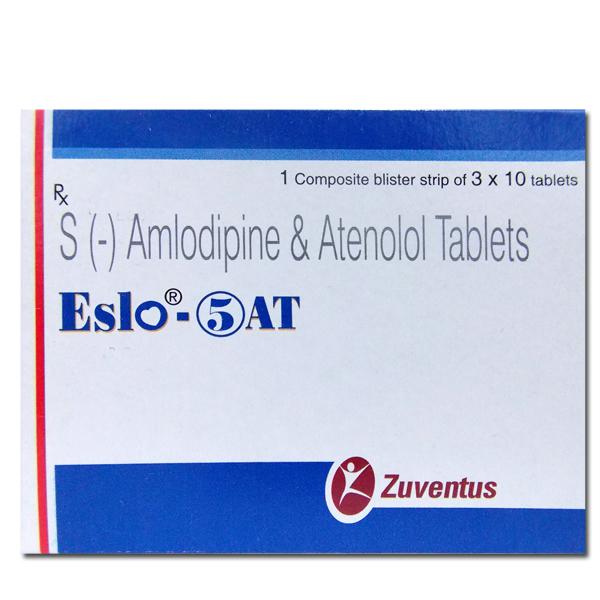 1 Composite blister strip of 3 x 10 tablets
Rx
S (-) Amlodipine & Atenolol Tablets
Eslo®-5AT
Zuventus